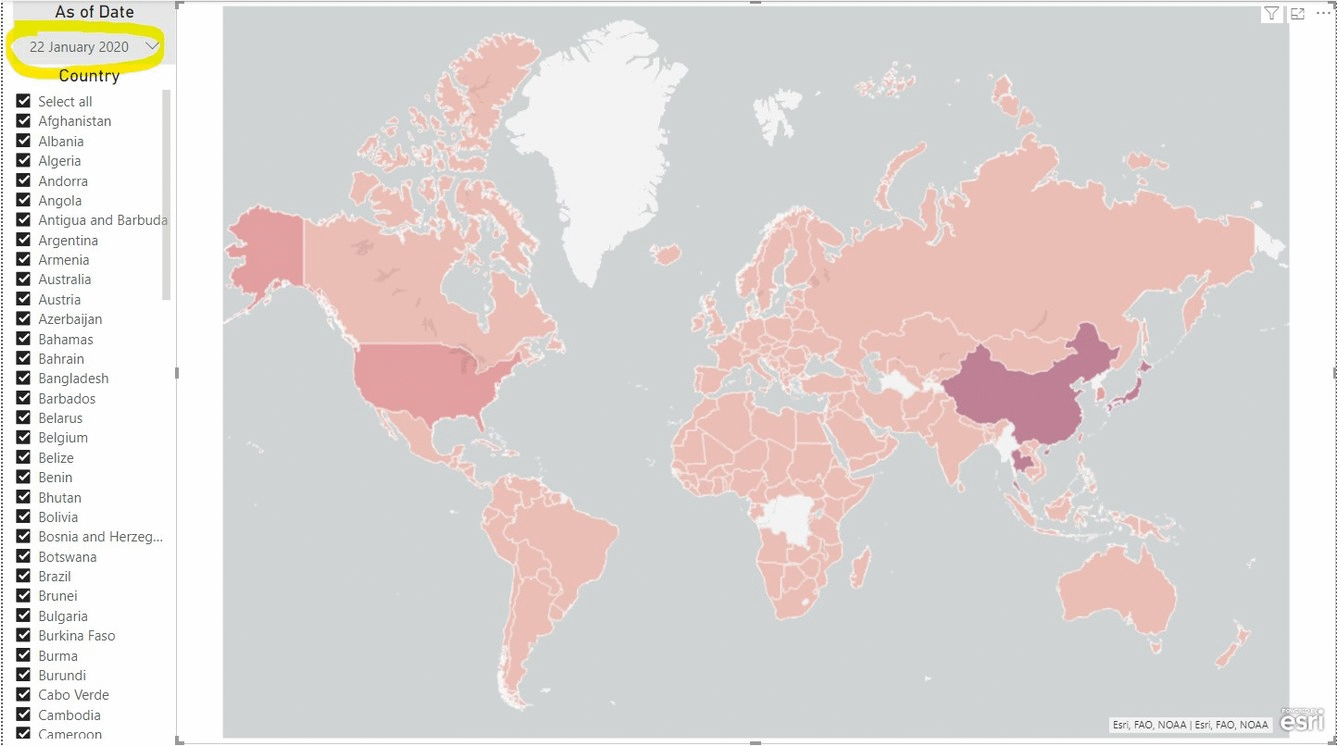 As of Date
22 January 2020
Country
Select all
Afghanistan
Albania
Algeria
Andorra
Angola
Antigua and Barbuda
Argentina
Armenia
Australia
Austria
Azerbaijan
Bahamas
Bahrain
Bangladesh
Barbados
Belarus
Belgium
Belize
Benin
Bhutan
Bolivia
Bosnia and Herzeg...
Botswana
Brazil
Brunei
Bulgaria
Burkina Faso
Burma
Burundi
Cabo Verde
Cambodia
Cameroon
Esri, FAO, NOAA | Esri, FAO, NOAA
POWERED BY
esri